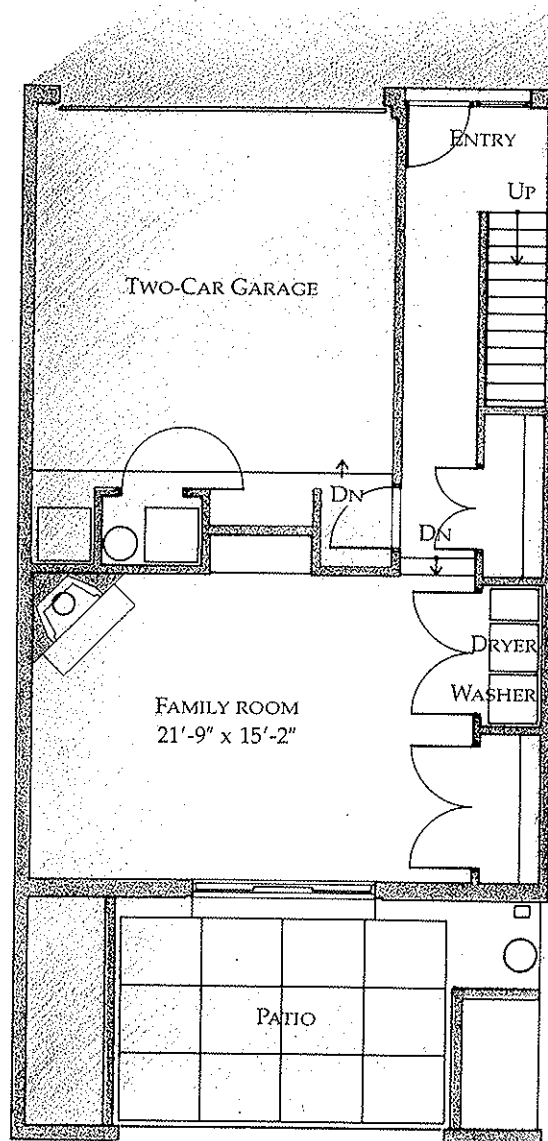 ENTRY
UP
TWO-CAR GARAGE
DN
DN
DRYER
WASHER
FAMILY ROOM
21'-9" x 15'-2"
PATIO